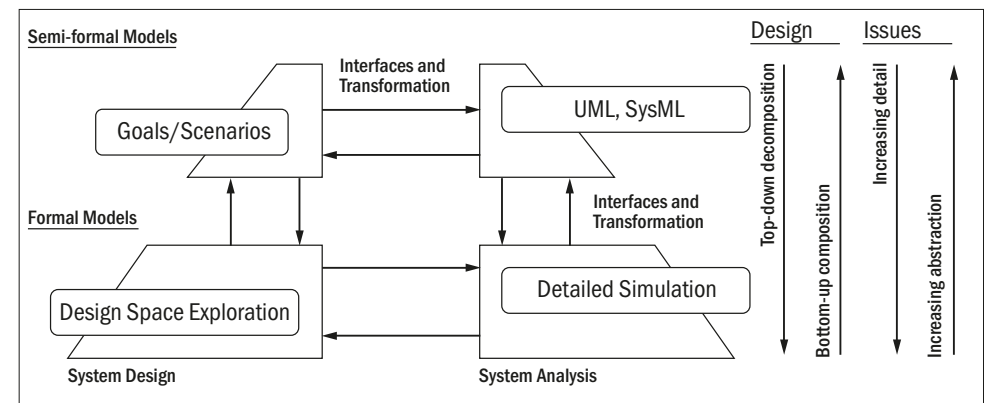 Semi-formal Models
Design
Issues
Interfaces and
Transformation
Goals/Scenarios
UML, SysML
Top-down decomposition
Bottom-up composition
Increasing detail
Increasing abstraction
Interfaces and
Transformation
Formal Models
Design Space Exploration
Detailed Simulation
System Design
System Analysis